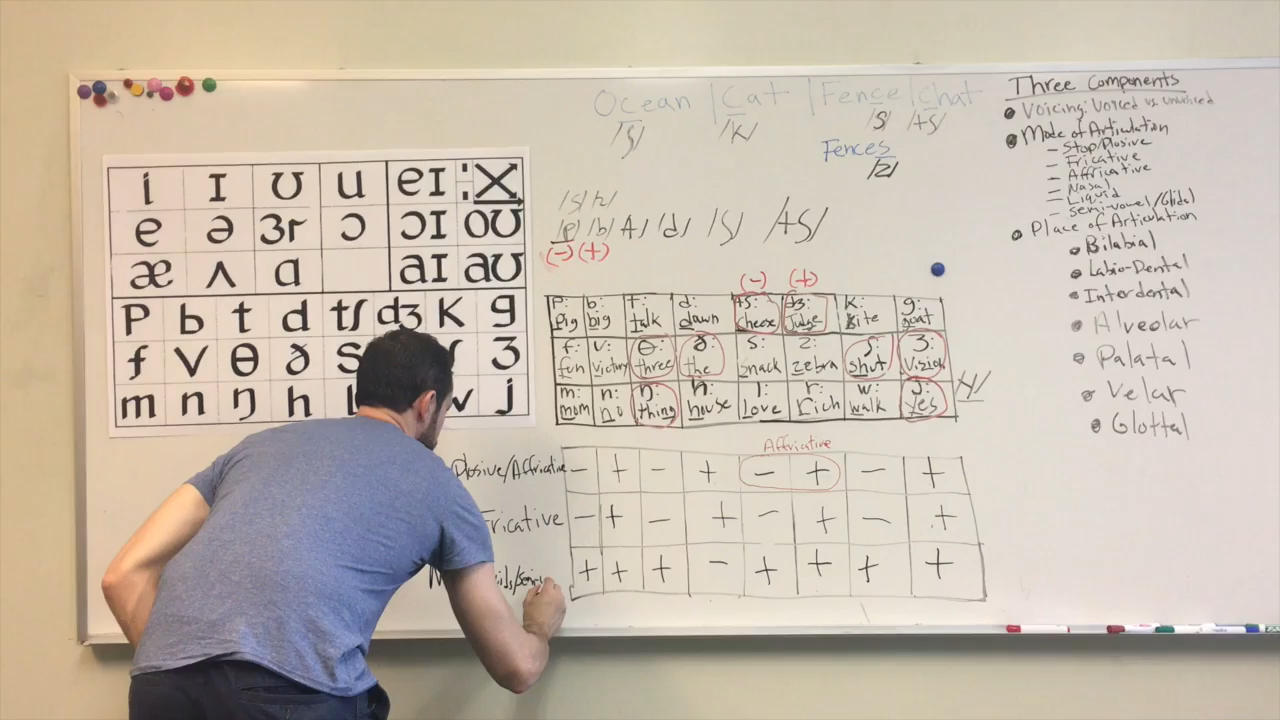 Ocean | Cat | Fence | Chat
/ʃ/ /k/ /s/ /tʃ/
Fences
/z/
/s/ /z/
/p/ /b/ /t/ /d/ /ʃ/ /tʃ/
(-) (+)
i ɪ ʊ u eɪ :
e ə ɜr ɔ ɔɪ oʊ
æ ʌ ɑ aɪ aʊ
p b t d tʃ dʒ k g
f v θ ð s ʒ
m n ŋ h j
(-) (+)
p: b: t: d: tʃ: dʒ: k: g:
pig big talk dawn cheese judge kite goat
f: v: θ: ð: s: z: ʃ: ʒ:
fun victory three the snack zebra shut vision
m: n: ŋ: h: l: r: w: j:
mom no thing house love rich walk yes /y/
Affricative
Plosive/Affricative - + - + - + - +
Fricative - + - + - + - +
+ + + - + + + +
Three Components
Voicing: Voiced vs. unvoiced
Mode of Articulation
- Stop/Plosive
- Fricative
- Affricative
- Nasal
- Liquid
- semi-vowel/Glidal
Place of Articulation
Bilabial
Labio-Dental
Interdental
Alveolar
Palatal
Velar
Glottal